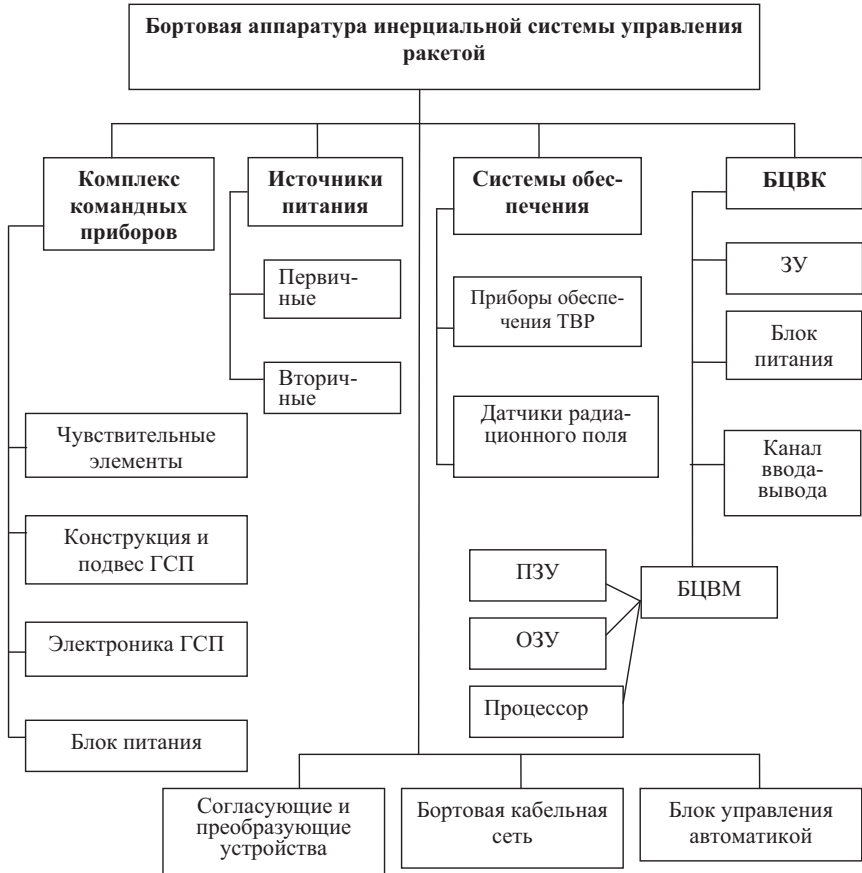 Бортовая аппаратура инерциальной системы управления
ракетой
Комплекс
командных
приборов
Источники
питания
Системы обес-
печения
БЦВК
Первич-
ные
Вторич-
ные
Приборы обеспе-
чения ТВР
Датчики радиа-
ационного поля
ЗУ
Блок
питания
Канал
ввода-
вывода
Чувствительные
элементы
Конструкция и
подвес ГСП
Электроника ГСП
Блок питания
ПЗУ
ОЗУ
Процессор
БЦВМ
Согласующие и
преобразующие
устройства
Бортовая кабельная
сеть
Блок управления
автоматикой